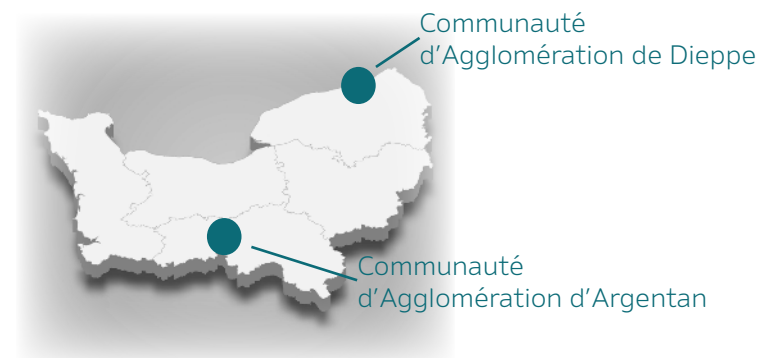 Communauté
d'Agglomération de Dieppe
Communauté
d'Agglomération d'Argentan